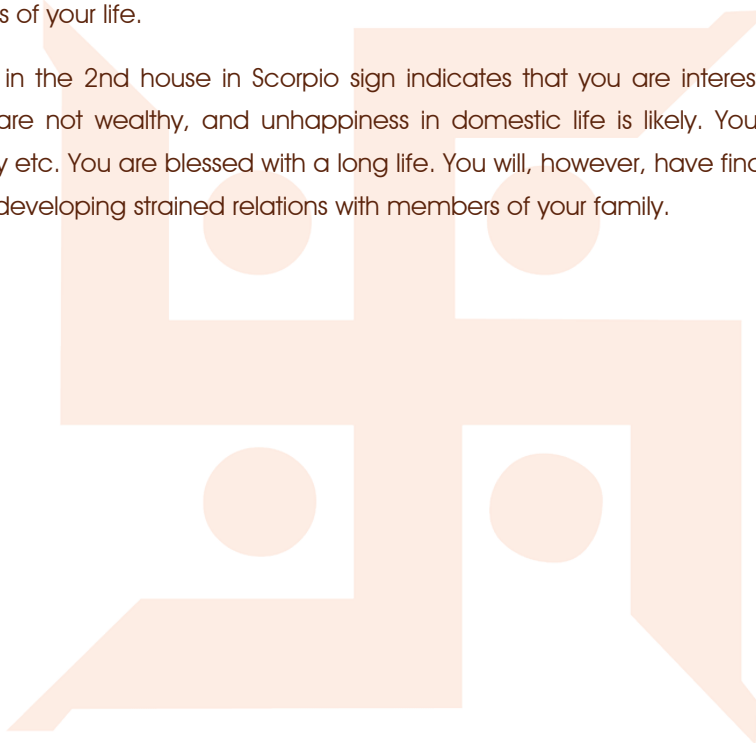 s of your life.
in the 2nd house in Scorpio sign indicates that you are
are not wealthy, and unhappiness in domestic life is likely. You
etc. You are blessed with a long life. You will, however, have
developing strained relations with members of your family.